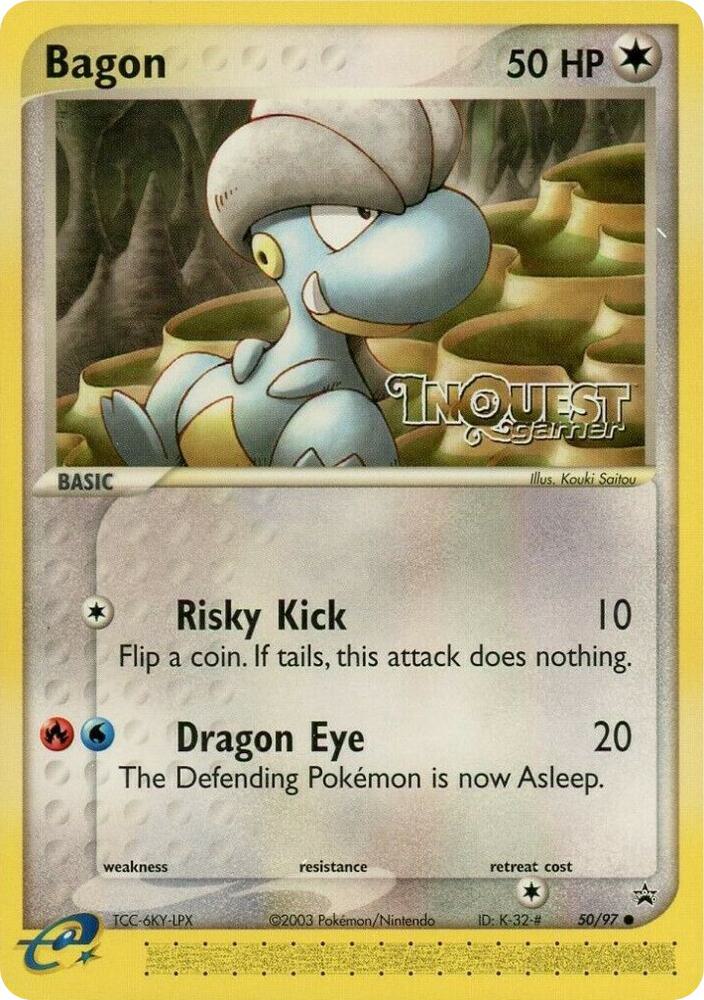 Bagon
50 HP
INQUEST
gamer
BASIC
Illus. Kouki Saitou
Risky Kick 10
Flip a coin. If tails, this attack does nothing.
Dragon Eye 20
The Defending Pokémon is now Asleep.
weakness resistance retreat cost
TCC-6KY-LPX ©2003 Pokémon/Nintendo ID: K-32-# 50/97
e